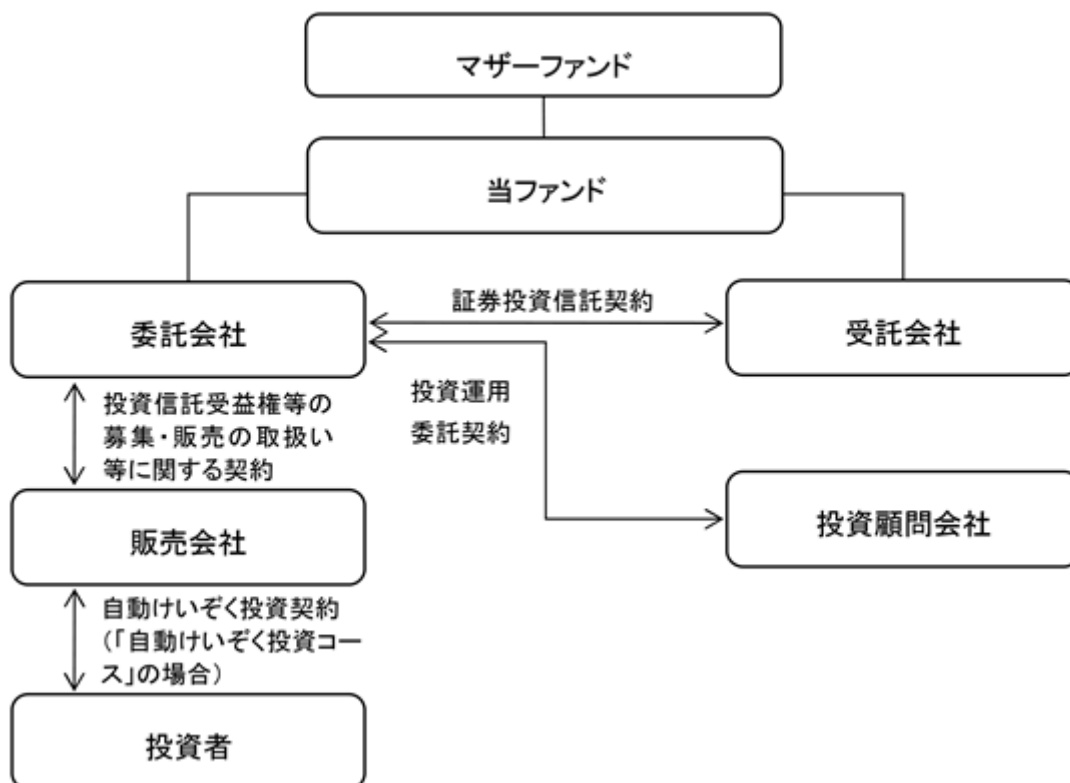 マザーファンド
当ファンド
委託会社
証券投資信託契約
受託会社
投資運用
委託契約
投資信託受益権等の
募集・販売の取扱い
等に関する契約
販売会社
投資顧問会社
自動けいぞく投資契約
（「自動けいぞく投資コー
ス」の場合）
投資者